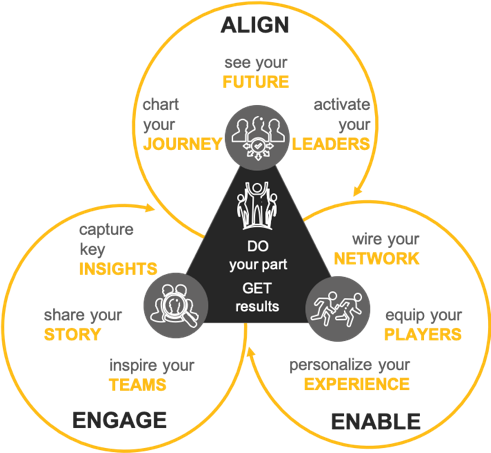 ALIGN
see your
FUTURE
chart
your
JOURNEY
activate
your
LEADERS
DO
your part
GET
results
capture
key
INSIGHTS
share your
STORY
inspire your
TEAMS
ENGAGE
wire your
NETWORK
equip your
PLAYERS
personalize your
EXPERIENCE
ENABLE